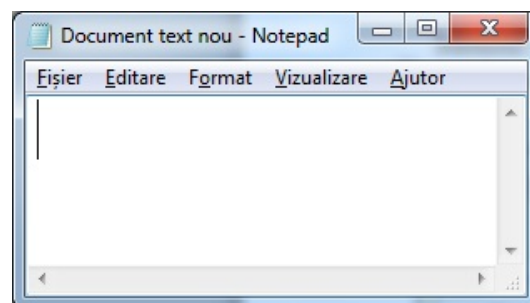 Document text nou - Notepad
Fișier Editare Format Vizualizare Ajutor